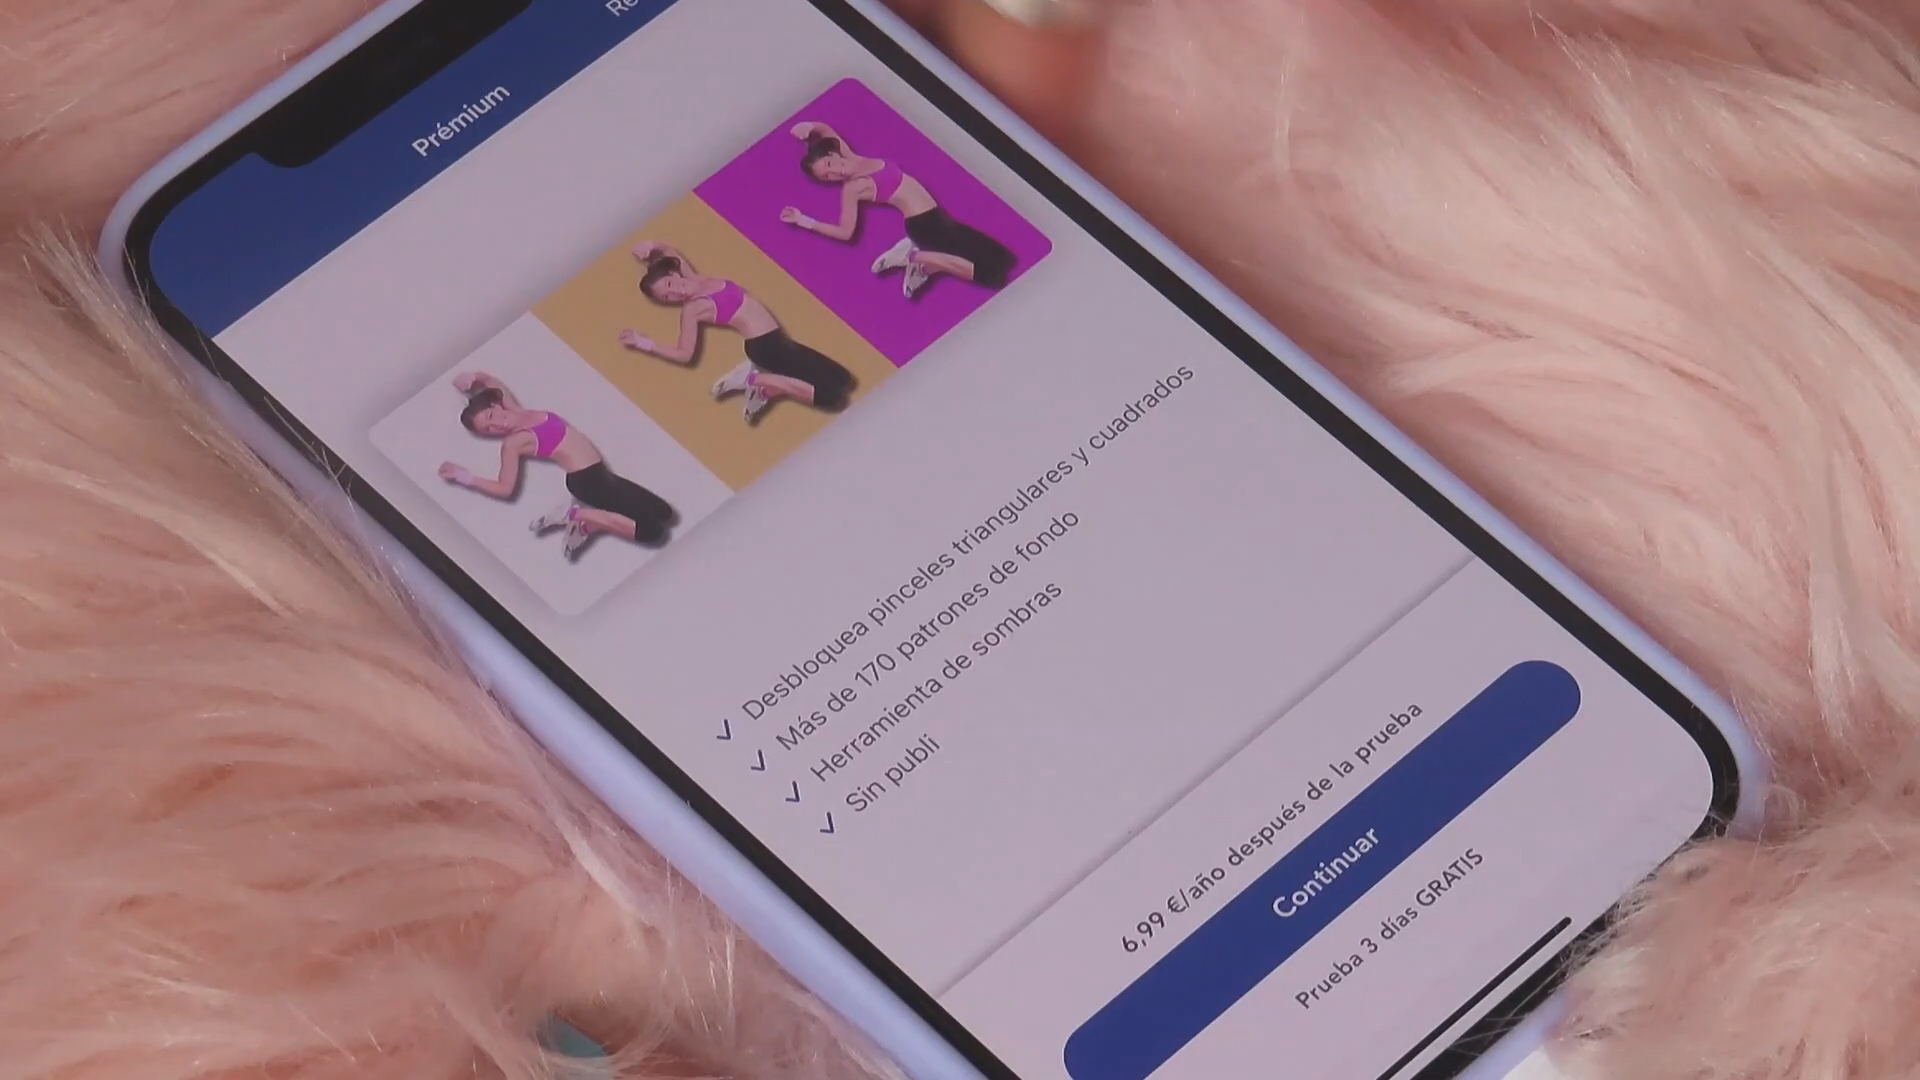 Prémium
Desbloquea pinceles triangulares y cuadrados
Más de 170 patrones de fondo
Herramienta de sombras
Sin publi
6,99 €/año después de la prueba
Continuar
Prueba 3 días GRATIS